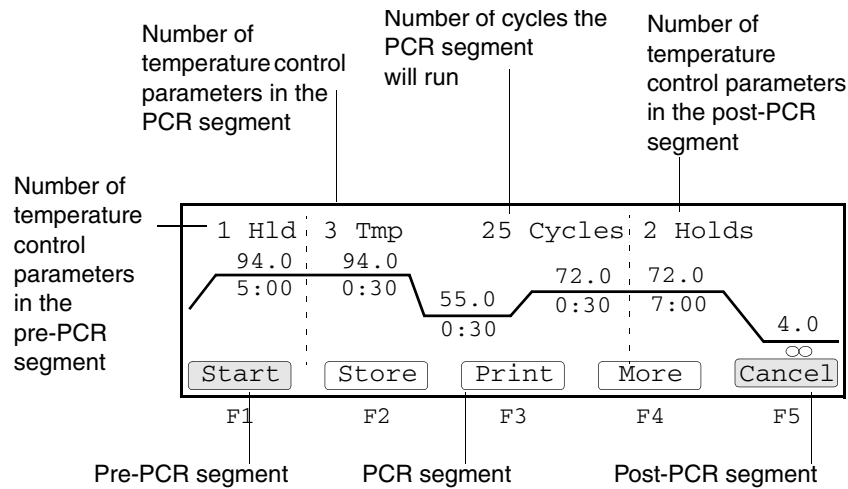 Number of
temperature control
parameters in the
PCR segment
Number of cycles the
PCR segment
will run
Number of
temperature
control parameters
in the post-PCR
segment
Number of
temperature
control
parameters
in the
pre-PCR
segment
1 Hld 3 Tmp 25 Cycles 2 Holds
94.0 94.0 72.0 72.0
5:00 0:30 55.0 0:30 7:00
0:30 4.0
∞
Start Store Print More Cancel
F1 F2 F3 F4 F5
Pre-PCR segment PCR segment Post-PCR segment